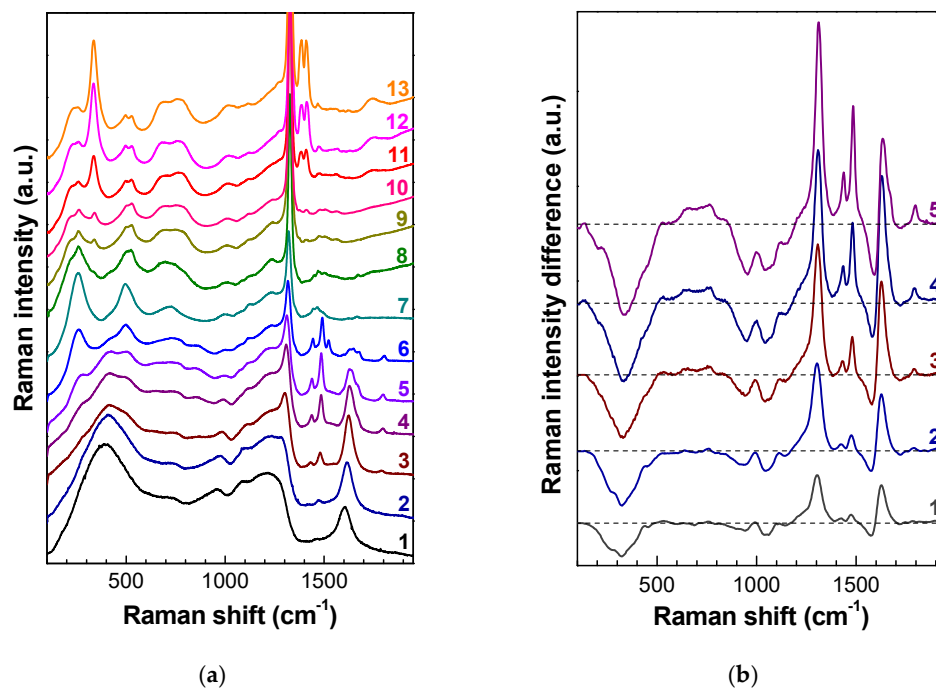 Raman intensity (a.u.)
13
12
11
10
9
8
7
6
5
4
3
2
1
500 1000 1500
Raman shift (cm-1)
(a)
Raman intensity difference (a.u.)
5
4
3
2
1
500 1000 1500
Raman shift (cm-1)
(b)